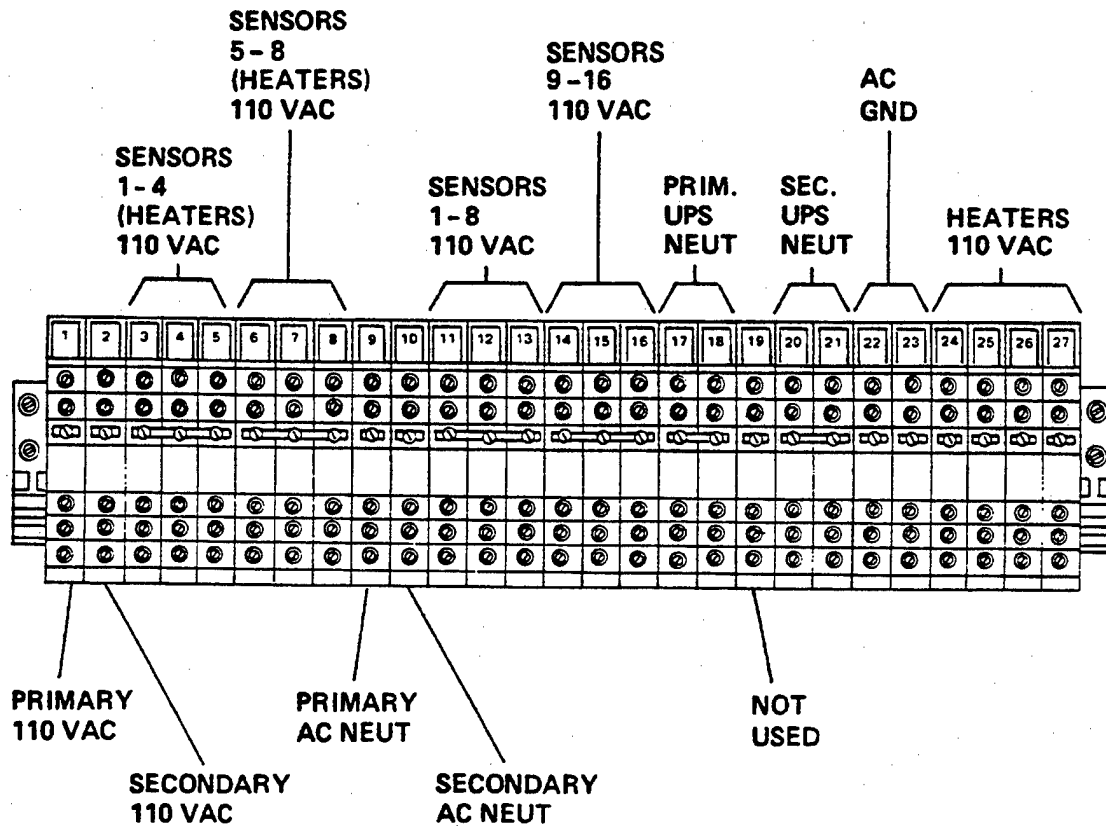 SENSORS
5-8
(HEATERS)
110 VAC
SENSORS
9-16
110 VAC
AC
GND
SENSORS
1-4
(HEATERS)
110 VAC
SENSORS
1-8
110 VAC
PRIM.
UPS
NEUT
SEC.
UPS
NEUT
HEATERS
110 VAC
1 2 3 4 5 6 7 8 9 10 11 12 13 14 15 16 17 18 19 20 21 22 23 24 25 26 27
PRIMARY
110 VAC
SECONDARY
110 VAC
PRIMARY
AC NEUT
SECONDARY
AC NEUT
NOT
USED